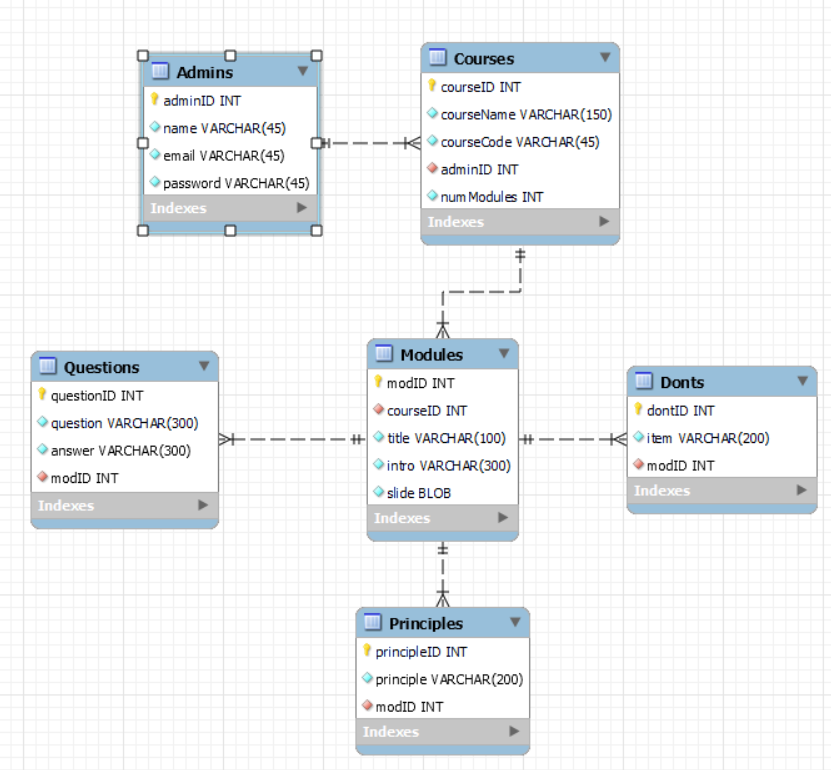 Admins
adminID INT
name VARCHAR(45)
email VARCHAR(45)
password VARCHAR(45)
Indexes
Courses
courseID INT
courseName VARCHAR(150)
courseCode VARCHAR(45)
adminID INT
numModules INT
Indexes
Questions
questionID INT
question VARCHAR(300)
answer VARCHAR(300)
modID INT
Indexes
Modules
modID INT
courseID INT
title VARCHAR(100)
intro VARCHAR(300)
slide BLOB
Indexes
Donts
dontID INT
item VARCHAR(200)
modID INT
Indexes
Principles
principleID INT
principle VARCHAR(200)
modID INT
Indexes